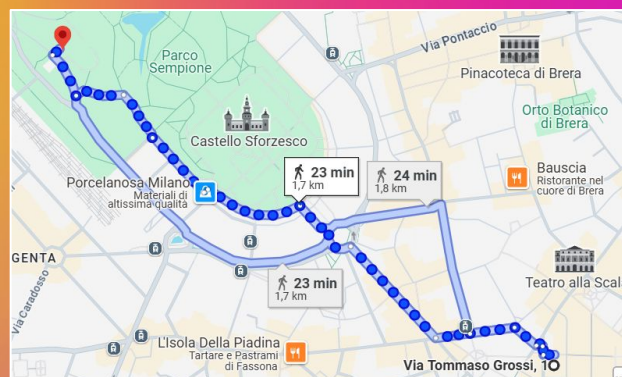 Via Pontaccio
Pinacoteca di Brera
Parco
Sempione
Orto Botanico
di Brera
Castello Sforzesco
23 min
1,7 km
24 min
1,8 km
Bauscia
Ristorante nel
cuore di Brera
Porcelanosa Milano
Materiali di
altissima qualità
GENTA
Via Caradosso
23 min
1,7 km
Teatro alla Scala
L'Isola Della Piadina
Tartare e Pastrami
di Fassona
Via Tommaso Grossi, 1